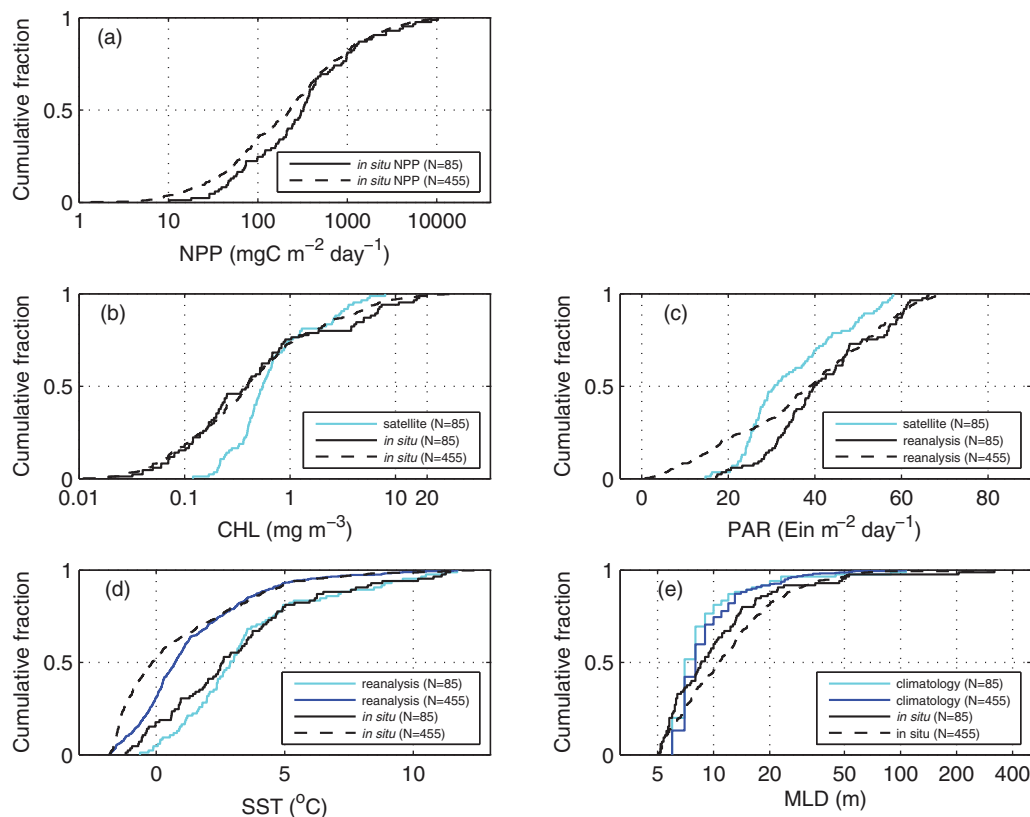 (a)
Cumulative fraction
1
0.5
0
in situ NPP (N=85)
in situ NPP (N=455)
1 10 100 1000 10000
NPP (mgC m⁻² day⁻¹)
(b)
Cumulative fraction
1
0.5
0
satellite (N=85)
in situ (N=85)
in situ (N=455)
0.01 0.1 1 10 20
CHL (mg m⁻³)
(c)
Cumulative fraction
1
0.5
0
satellite (N=85)
reanalysis (N=85)
reanalysis (N=455)
0 20 40 60 80
PAR (Ein m⁻² day⁻¹)
(d)
Cumulative fraction
1
0.5
0
reanalysis (N=85)
reanalysis (N=455)
in situ (N=85)
in situ (N=455)
0 5 10
SST (°C)
(e)
Cumulative fraction
1
0.5
0
climatology (N=85)
climatology (N=455)
in situ (N=85)
in situ (N=455)
5 10 20 50 100 200 400
MLD (m)